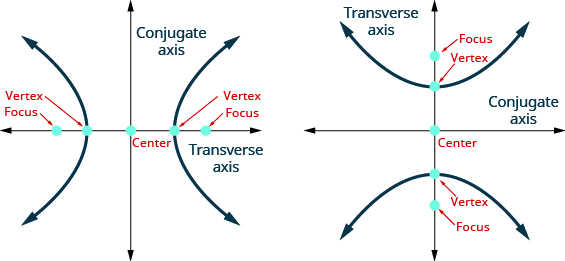 Conjugate
axis
Vertex
Focus
Vertex
Focus
Center
Transverse
axis
Transverse
axis
Focus
Vertex
Conjugate
axis
Center
Vertex
Focus